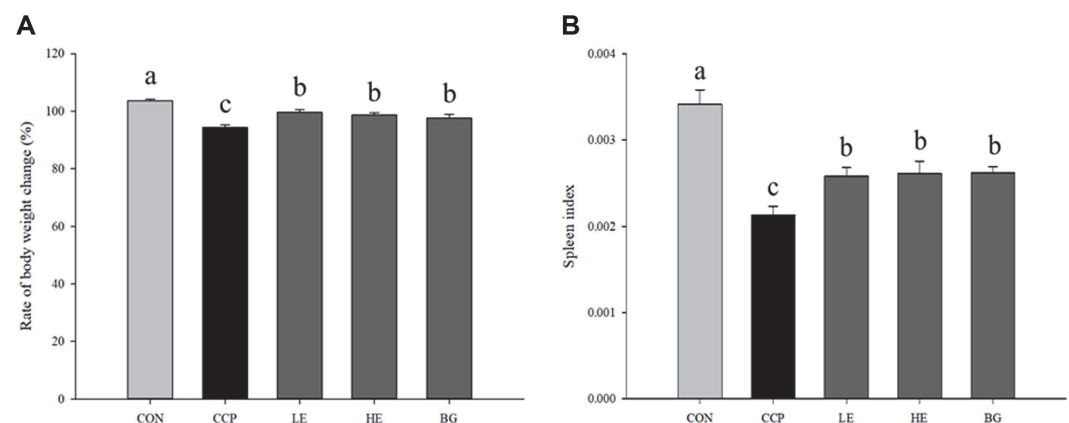 A
Rate of body weight change (%)
120
100
80
60
40
20
0
a
c
b
b
b
CON
CCP
LE
HE
BG
B
Spleen index
0.004
0.003
0.002
0.001
0.000
a
c
b
b
b
CON
CCP
LE
HE
BG